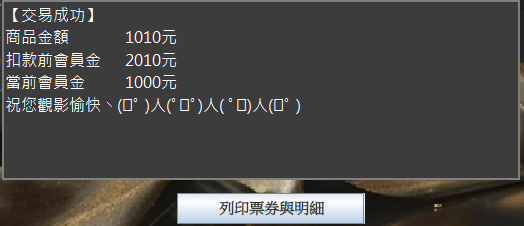 【交易成功】
商品金額 1010元
扣款前會員金 2010元
當前會員金 1000元
祝您觀影愉快丶(□ﾟ)人(ﾟ□ﾟ)人(ﾟ□)人(□ﾟ)
列印票券與明細